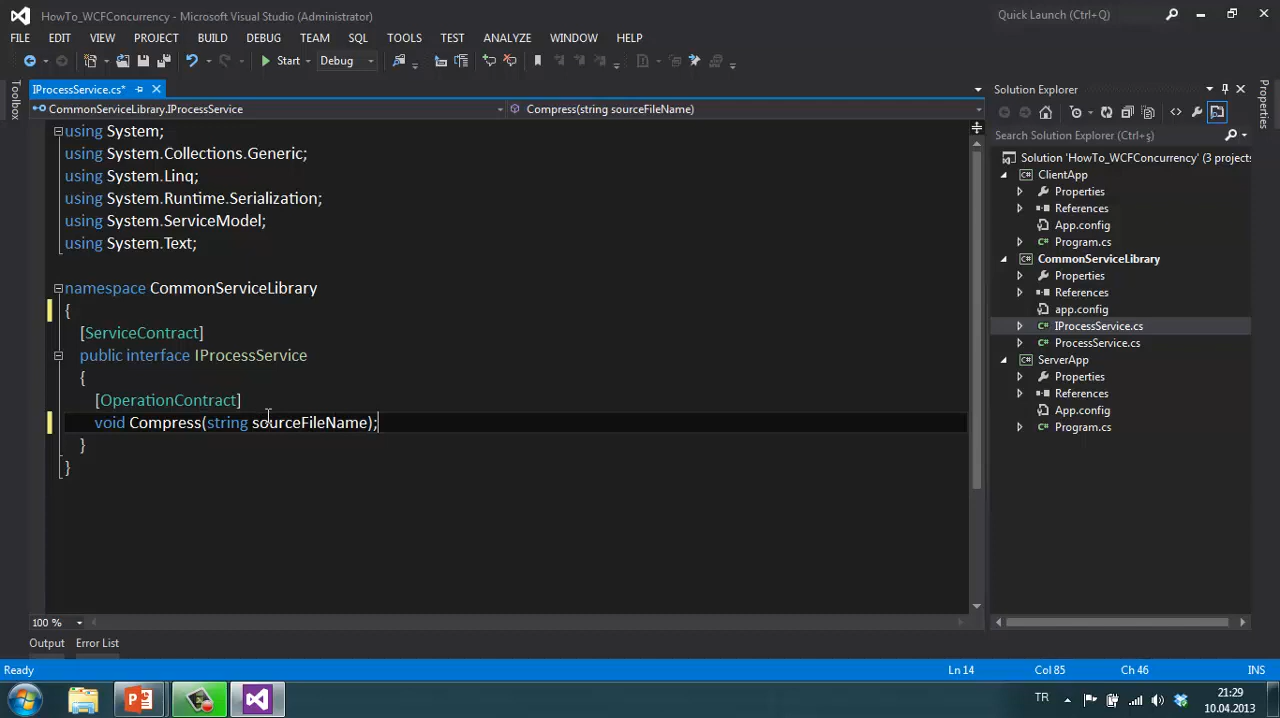 HowTo_WCFConcurrency - Microsoft Visual Studio (Administrator)
Quick Launch (Ctrl+Q)
FILE EDIT VIEW PROJECT BUILD DEBUG TEAM SQL TOOLS TEST ANALYZE WINDOW HELP
Start Debug
Toolbox
IProcessService.cs*
CommonServiceLibrary.IProcessService
Compress(string sourceFileName)
using System;
using System.Collections.Generic;
using System.Linq;
using System.Runtime.Serialization;
using System.ServiceModel;
using System.Text;
namespace CommonServiceLibrary
{
[ServiceContract]
public interface IProcessService
{
[OperationContract]
void Compress(string sourceFileName);
}
}
100 %
Output Error List
Solution Explorer
Search Solution Explorer (Ctrl+ş)
Solution 'HowTo_WCFConcurrency' (3 projects
ClientApp
Properties
References
App.config
Program.cs
CommonServiceLibrary
Properties
References
app.config
IProcessService.cs
ProcessService.cs
ServerApp
Properties
References
App.config
Program.cs
Properties
Ready
Ln 14
Col 85
Ch 46
INS
TR
21:29
10.04.2013